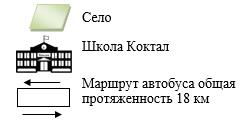 Село
Школа Коктал
Маршрут автобуса общая
протяженность 18 км